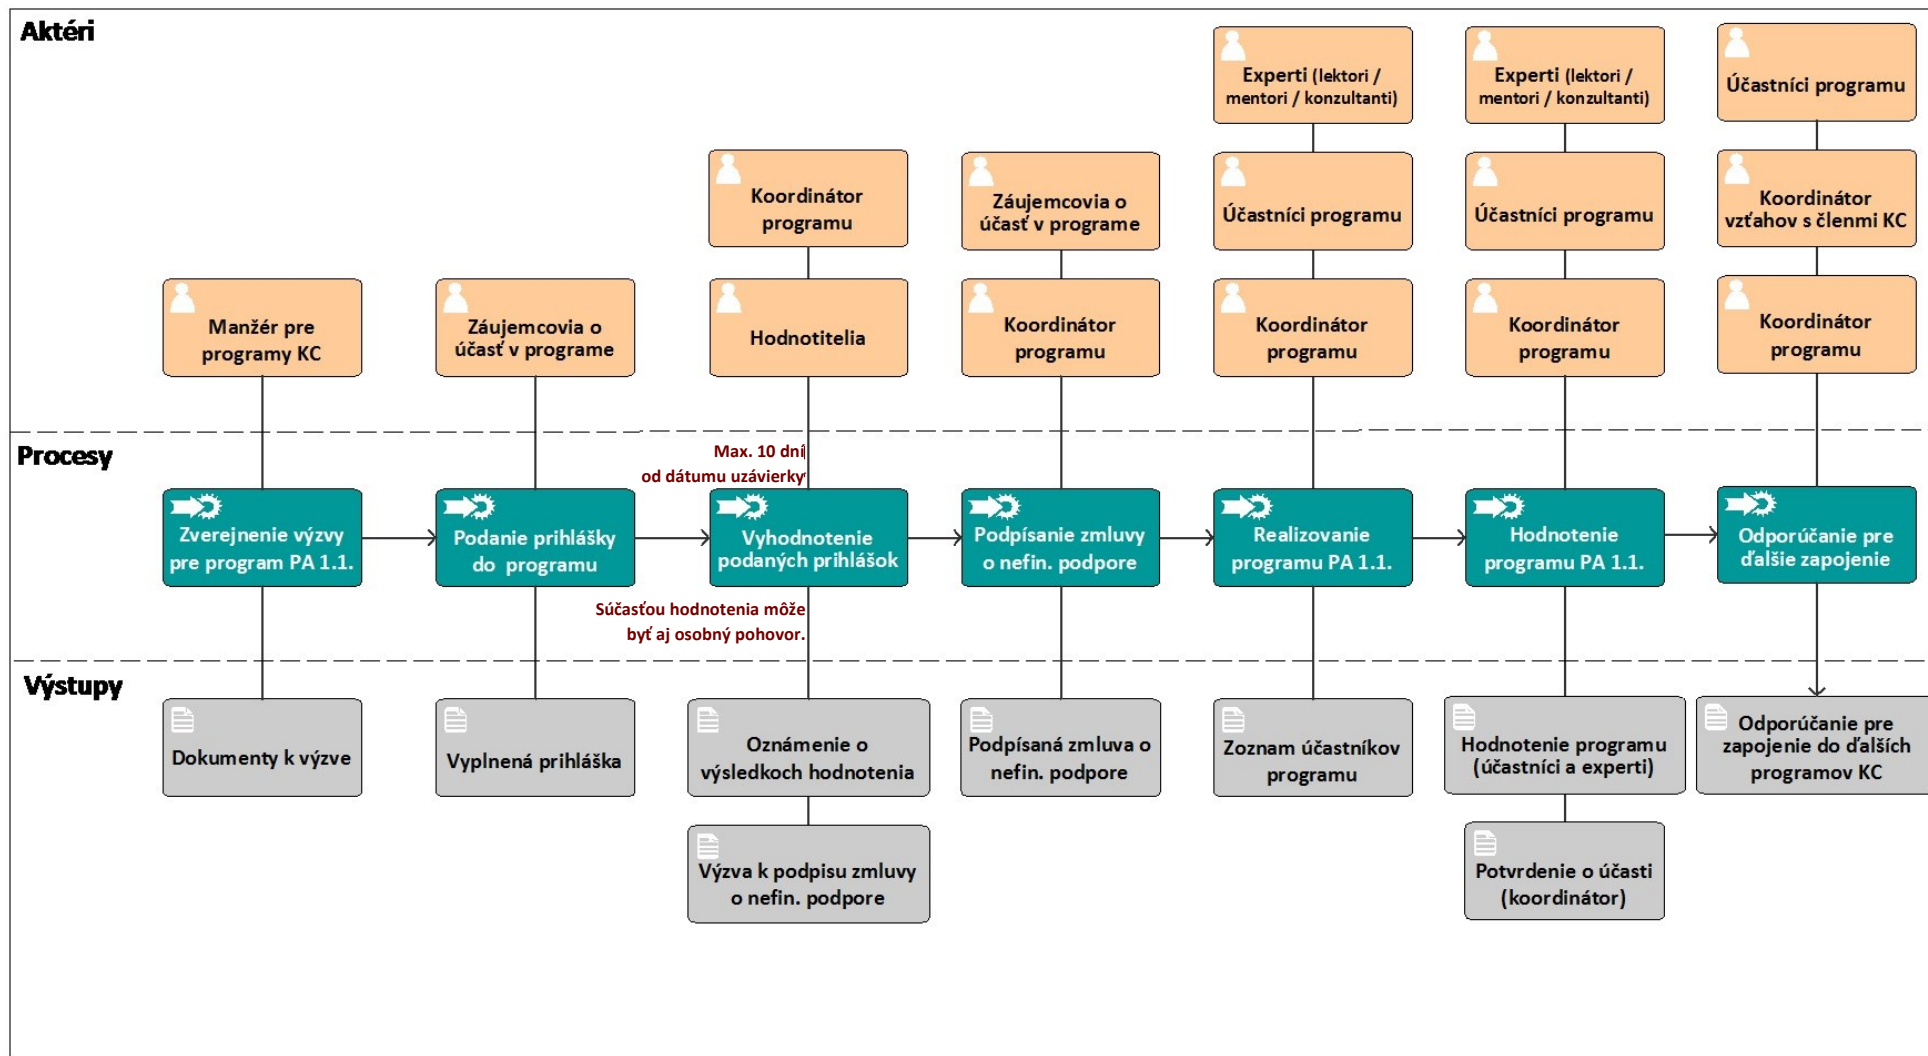 Aktéri
Experti (lektori /
mentori / konzultanti)
Experti (lektori /
mentori / konzultanti)
Účastníci programu
Koordinátor
programu
Záujemcovia o
účasť v programe
Účastníci programu
Účastníci programu
Koordinátor
vzťahov s členmi KC
Manžér pre
programy KC
Záujemcovia o
účasť v programe
Hodnotitelia
Koordinátor
programu
Koordinátor
programu
Koordinátor
programu
Koordinátor
programu
Procesy
Max. 10 dní
od dátumu uzávierky
Zverejnenie výzvy
pre program PA 1.1.
Podanie prihlášky
do programu
Vyhodnotenie
podaných prihlášok
Podpísanie zmluvy
o nefin. podpore
Realizovanie
programu PA 1.1.
Hodnotenie
programu PA 1.1.
Odporúčanie pre
ďalšie zapojenie
Súčasťou hodnotenia môže
byť aj osobný pohovor.
Výstupy
Dokumenty k výzve
Vyplnená prihláška
Oznámenie o
výsledkoch hodnotenia
Podpísaná zmluva o
nefin. podpore
Zoznam účastníkov
programu
Hodnotenie programu
(účastníci a experti)
Odporúčanie pre
zapojenie do ďalších
programov KC
Výzva k podpisu zmluvy
o nefin. podpore
Potvrdenie o účasti
(koordinátor)